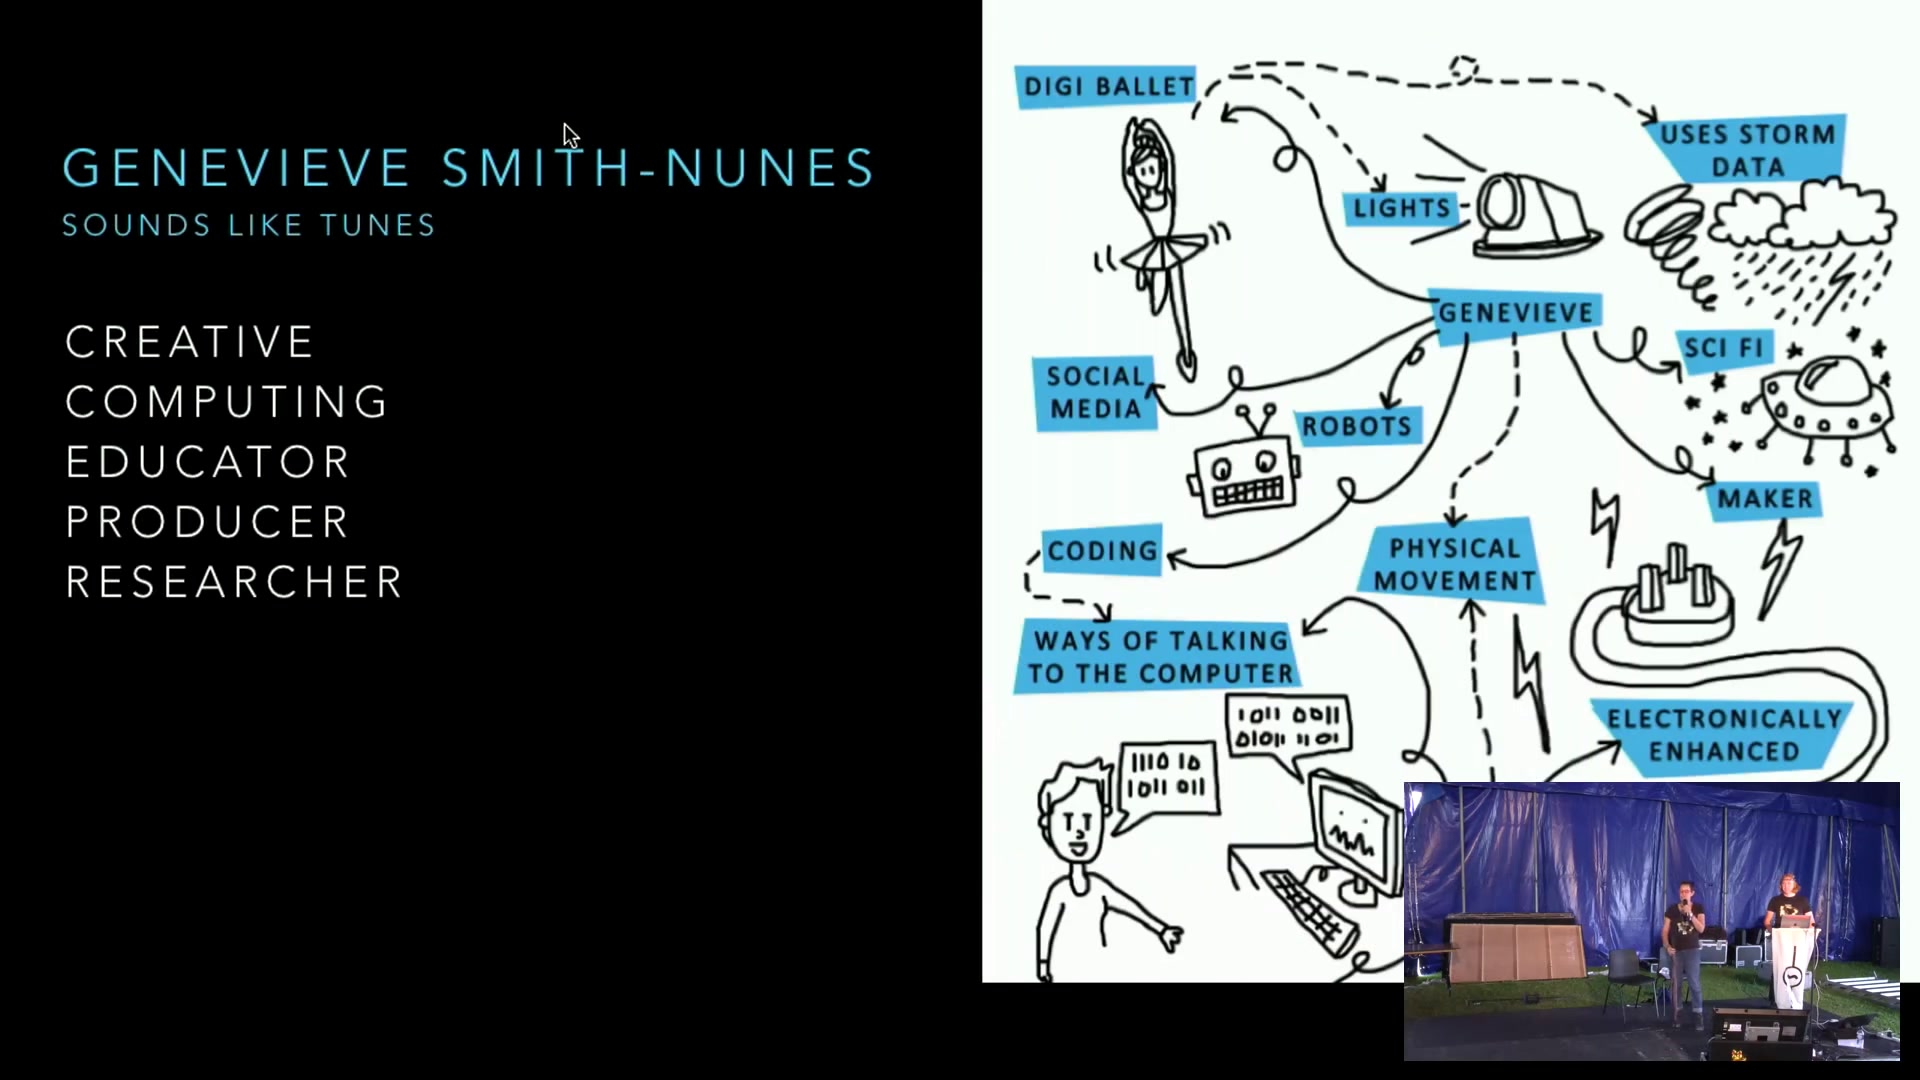 GENEVIEVE SMITH-NUNES
SOUNDS LIKE TUNES
CREATIVE
COMPUTING
EDUCATOR
PRODUCER
RESEARCHER
DIGI BALLET
USES STORM
DATA
LIGHTS
GENEVIEVE
SCI FI
SOCIAL
MEDIA
ROBOTS
MAKER
CODING
PHYSICAL
MOVEMENT
WAYS OF TALKING
TO THE COMPUTER
ELECTRONICALLY
ENHANCED
1011 0011
01011 1101
1110 10
1011 011